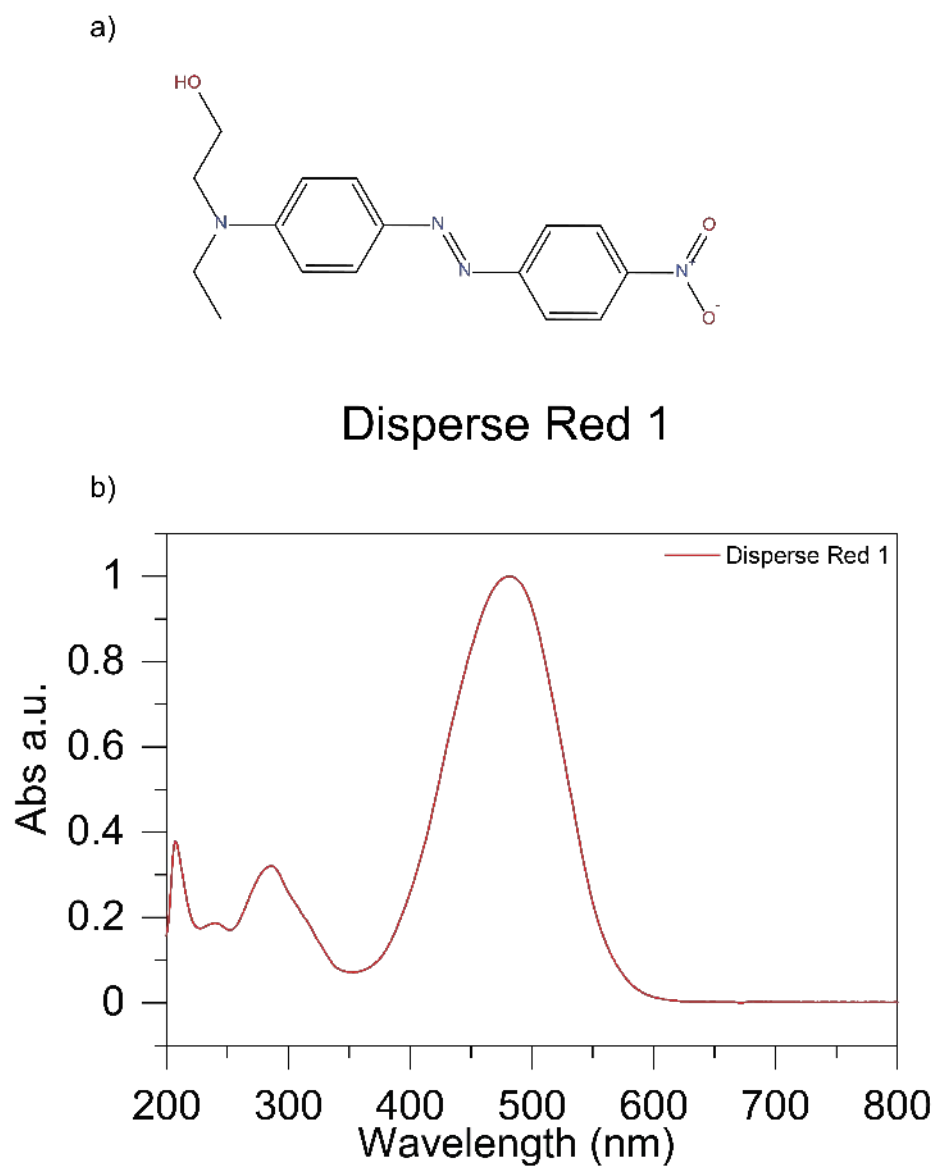 a)
HO
N
N
N
O
N+
O-
Disperse Red 1
b)
Disperse Red 1
1
0.8
0.6
0.4
0.2
0
Abs a.u.
200 300 400 500 600 700 800
Wavelength (nm)